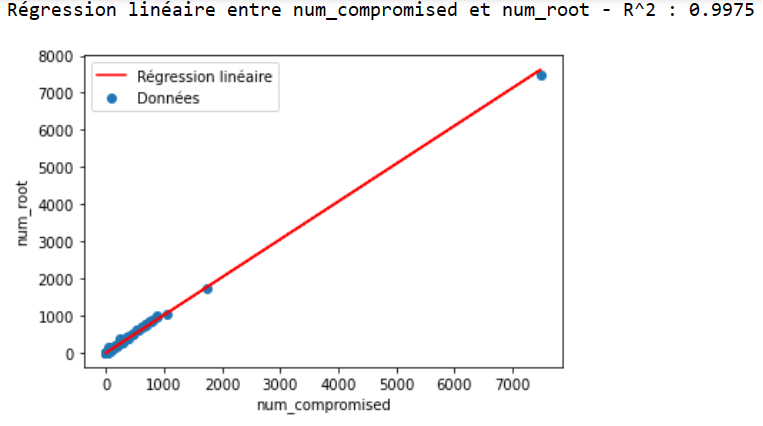 Régression linéaire entre num_compromised et num_root - R^2 : 0.9975
Régression linéaire
Données
8000
7000
6000
5000
4000
3000
2000
1000
0
num_root
0 1000 2000 3000 4000 5000 6000 7000
num_compromised